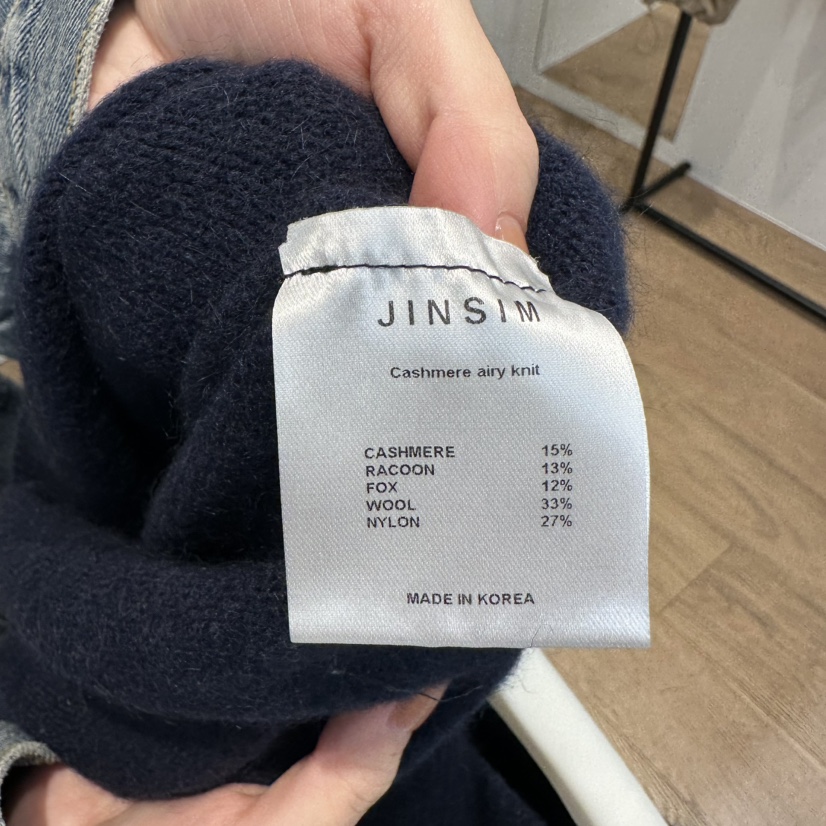 JINSIM
Cashmere airy knit
CASHMERE 15%
RACOON 13%
FOX 12%
WOOL 33%
NYLON 27%
MADE IN KOREA